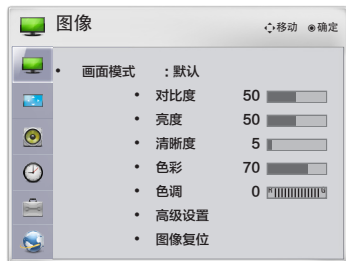 图像 移动 确定
• 画面模式 : 默认
• 对比度 50
• 亮度 50
• 清晰度 5
• 色彩 70
• 色调 0 R G
• 高级设置
• 图像复位